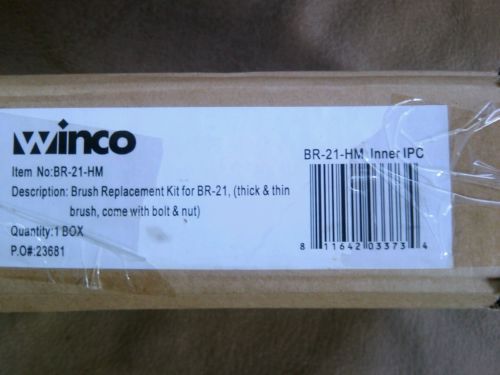 winco
Item No:BR-21-HM
Description: Brush Replacement Kit for BR-21, (thick & thin
brush, come with bolt & nut)
Quantity:1 BOX
P.O#:23681
BR-21-HM Inner IPC
8 11642 03373 4